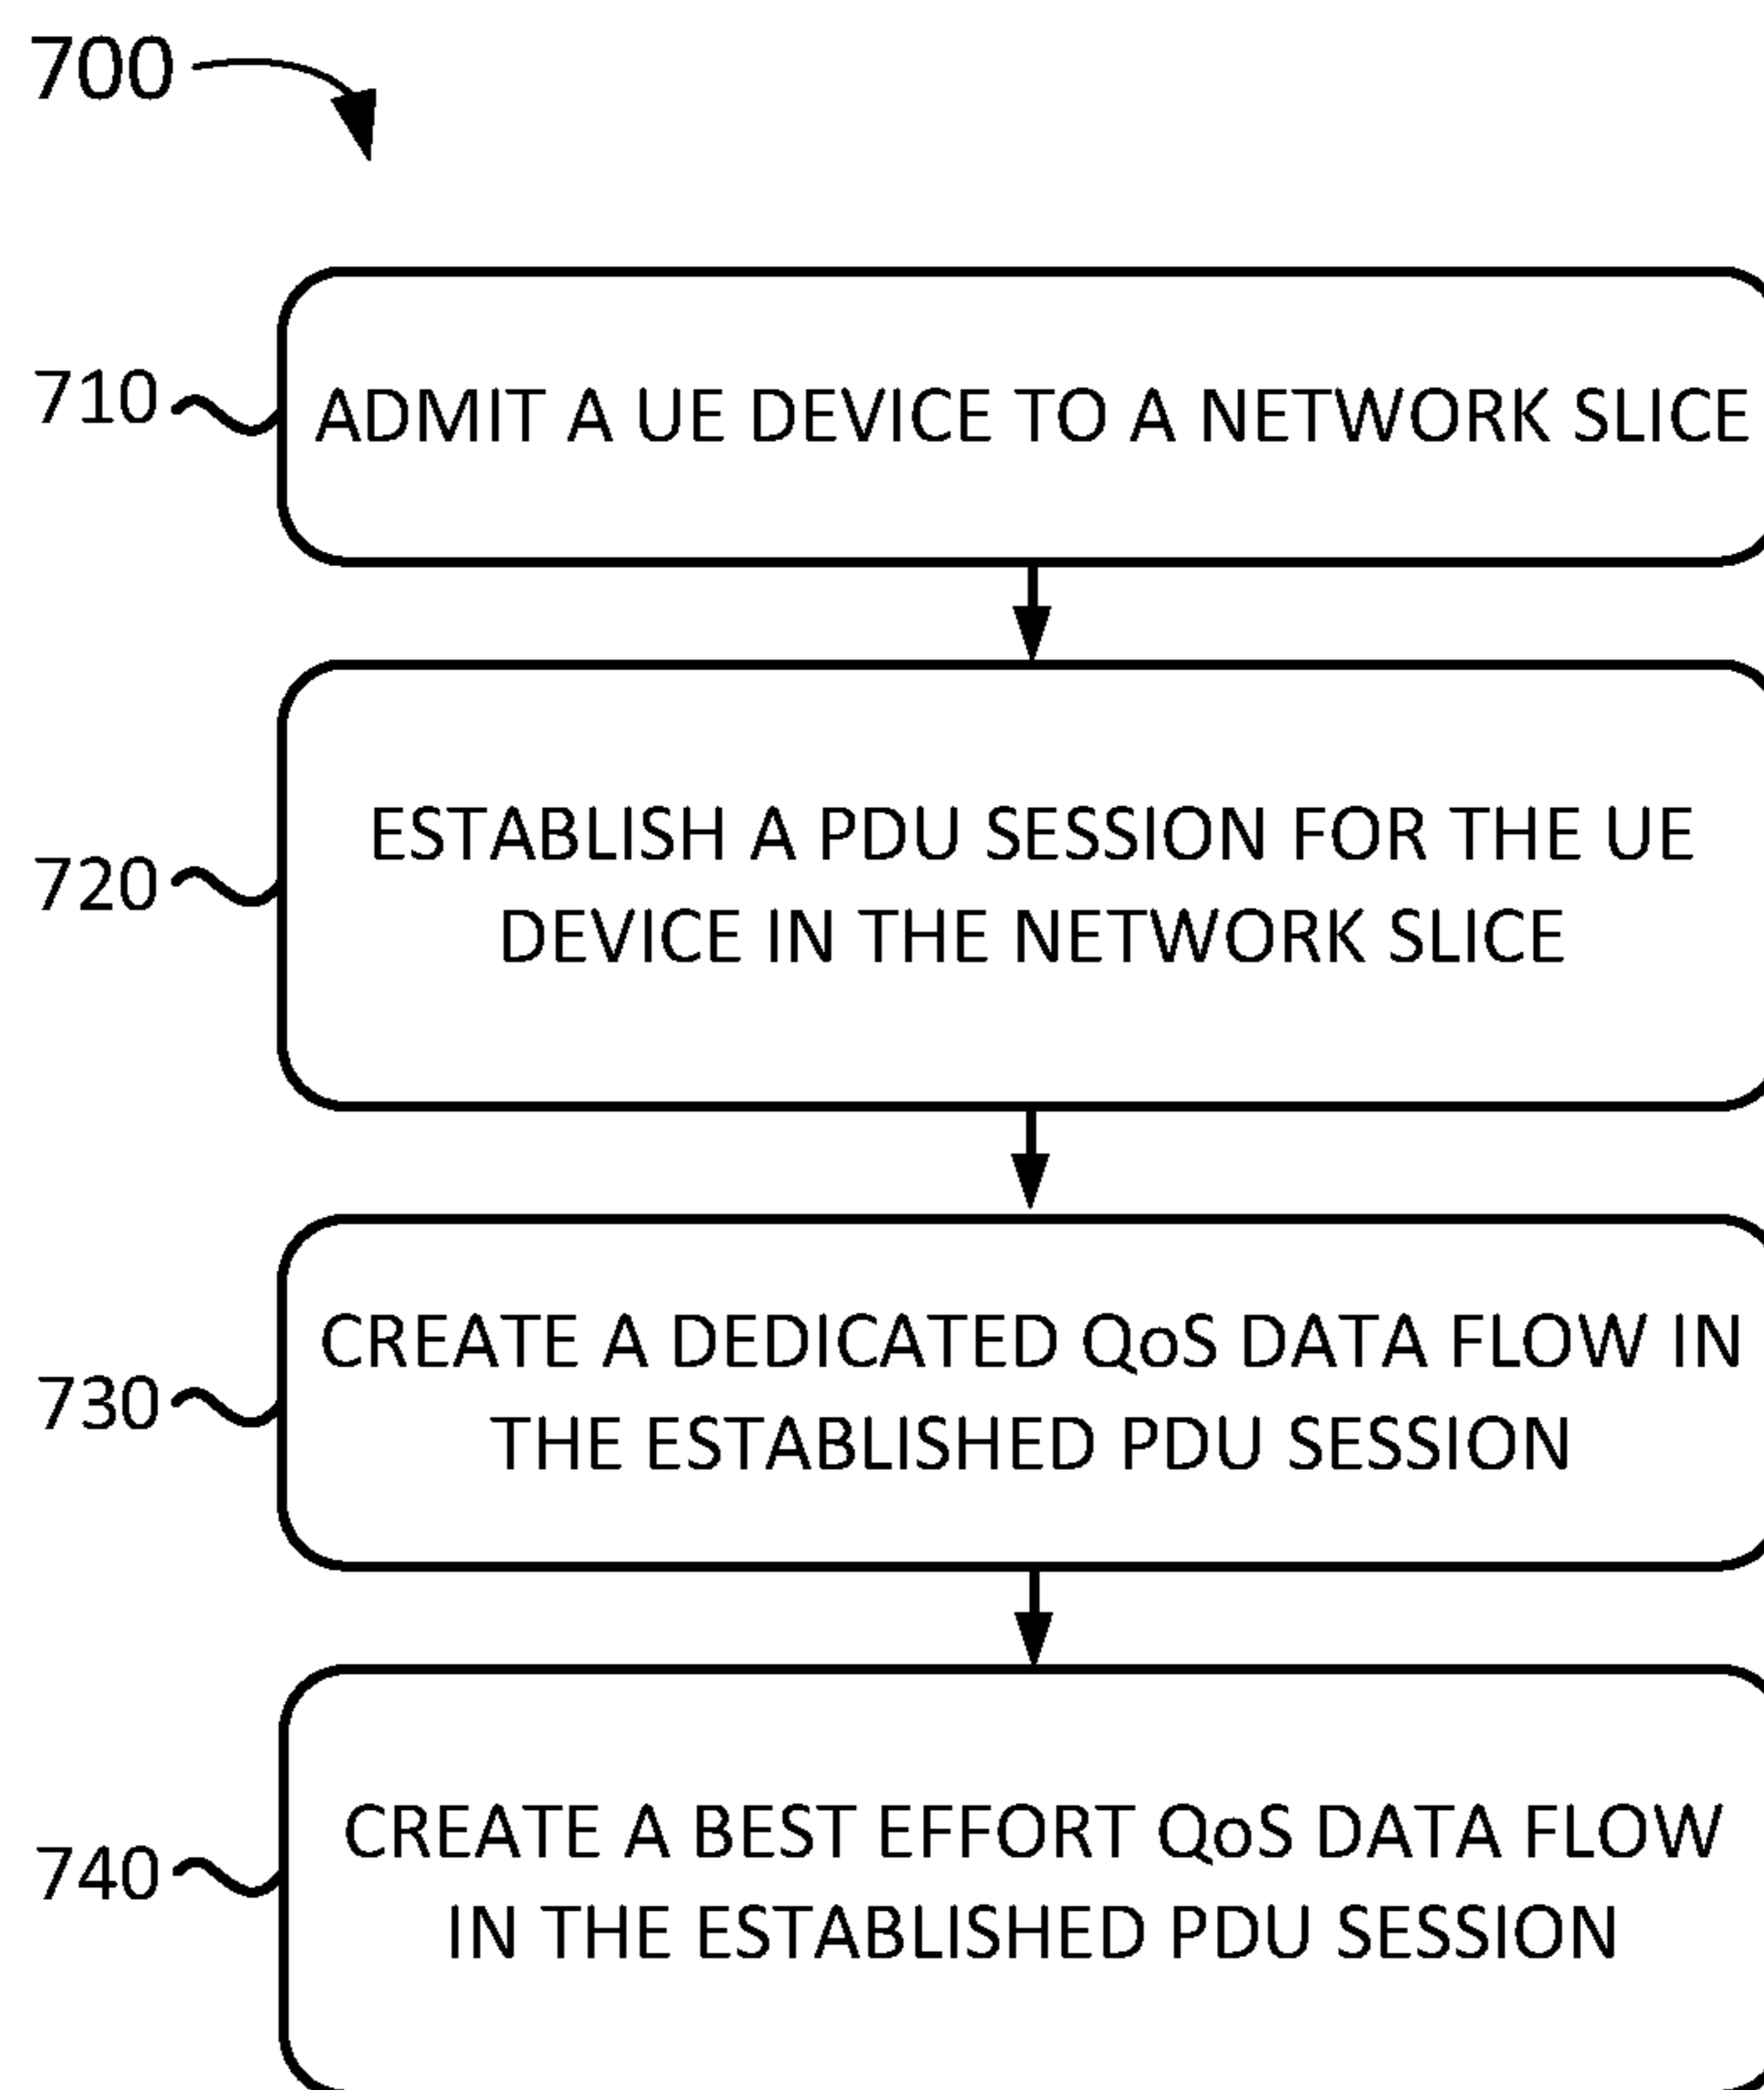 700
710
ADMIT A UE DEVICE TO A NETWORK SLICE
720
ESTABLISH A PDU SESSION FOR THE UE
DEVICE IN THE NETWORK SLICE
730
CREATE A DEDICATED QoS DATA FLOW IN
THE ESTABLISHED PDU SESSION
740
CREATE A BEST EFFORT QoS DATA FLOW
IN THE ESTABLISHED PDU SESSION